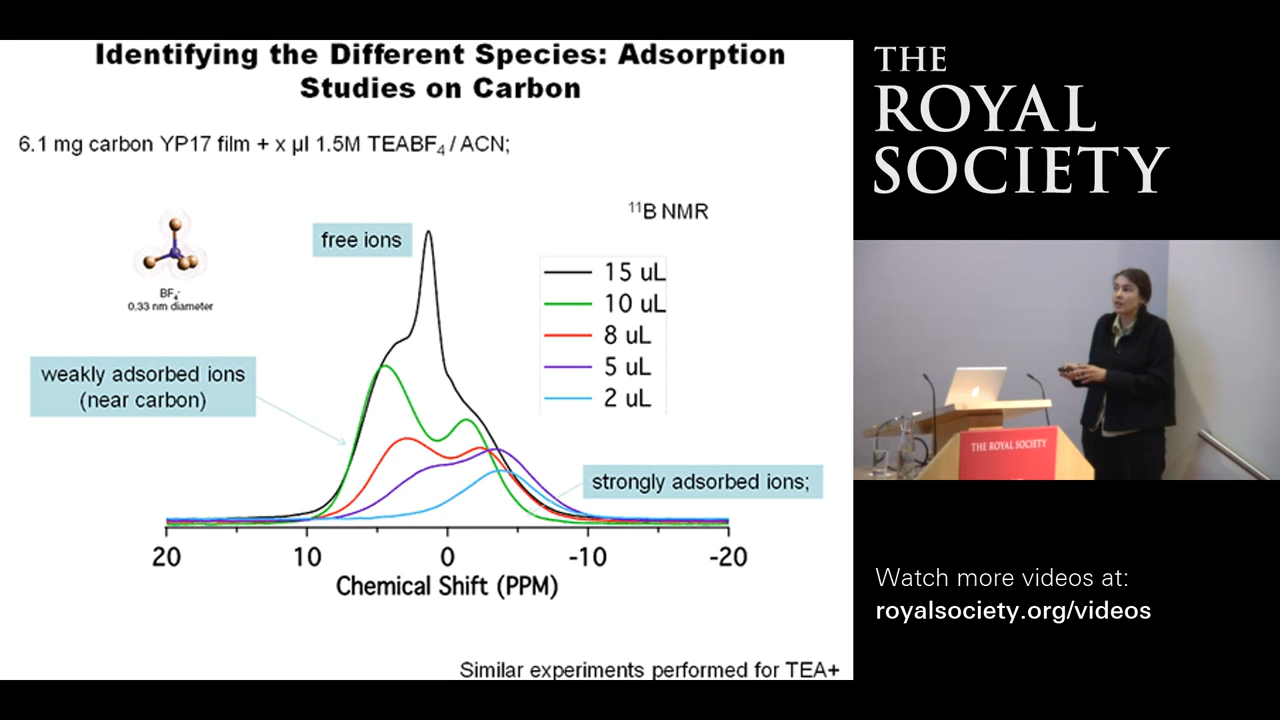 Identifying the Different Species: Adsorption
Studies on Carbon
6.1 mg carbon YP17 film + x µl 1.5M TEABF4 / ACN;
11B NMR
free ions
15 uL
10 uL
8 uL
5 uL
2 uL
BF4-
0.33 nm diameter
weakly adsorbed ions
(near carbon)
strongly adsorbed ions;
20 10 0 -10 -20
Chemical Shift (PPM)
Similar experiments performed for TEA+
THE
ROYAL
SOCIETY
THE ROYAL SOCIETY
Watch more videos at:
royalsociety.org/videos